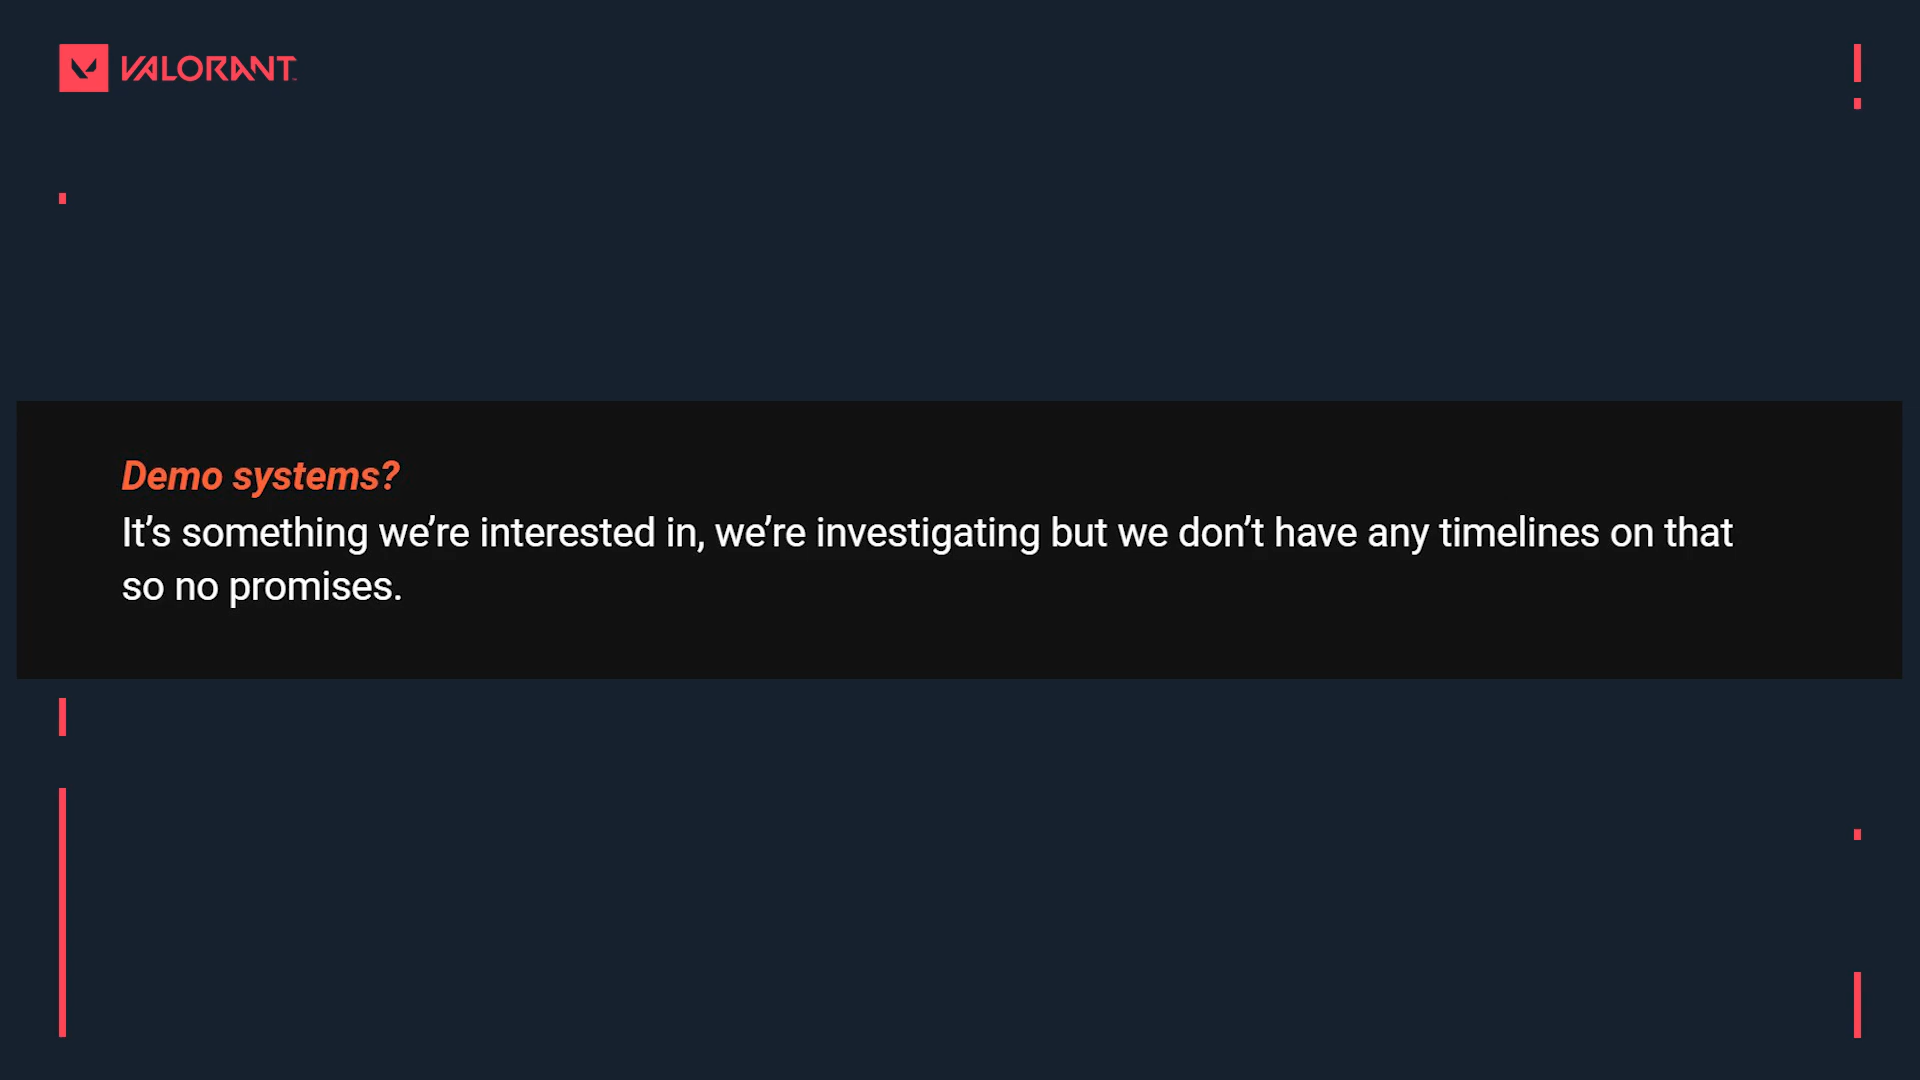 VALORANT
Demo systems?
It’s something we’re interested in, we’re investigating but we don’t have any timelines on that
so no promises.